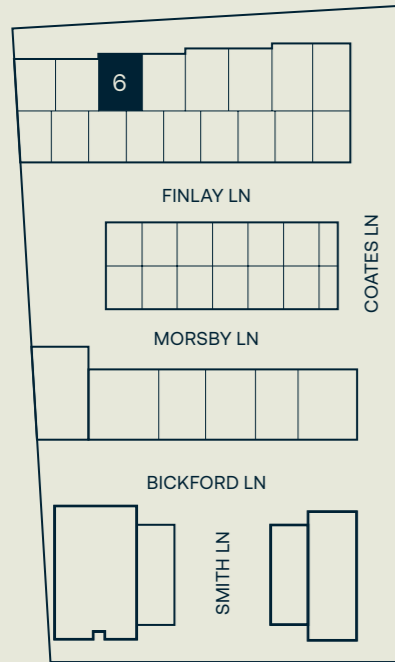 6
FINLAY LN
COATES LN
MORSBY LN
BICKFORD LN
SMITH LN